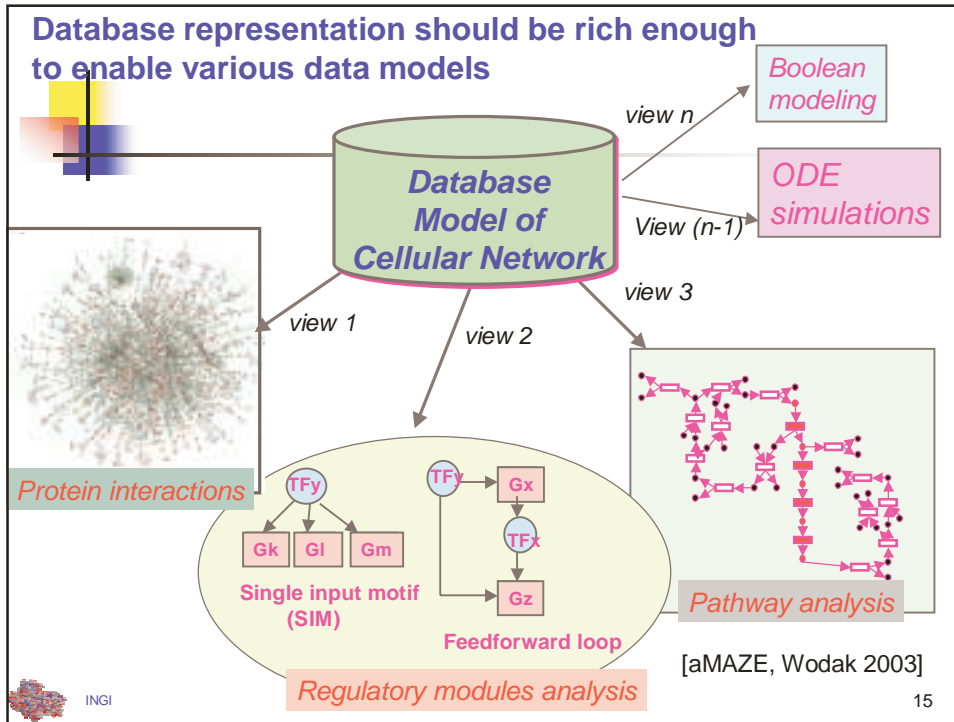 Database representation should be rich enough
to enable various data models
Boolean
modeling
view n
ODE
simulations
View (n-1)
Database
Model of
Cellular Network
view 1
view 2
view 3
Protein interactions
TFy
Gk Gl Gm
Single input motif
(SIM)
TFy
Gx
TFx
Gz
Feedforward loop
Pathway analysis
Regulatory modules analysis
[aMAZE, Wodak 2003]
INGI
15